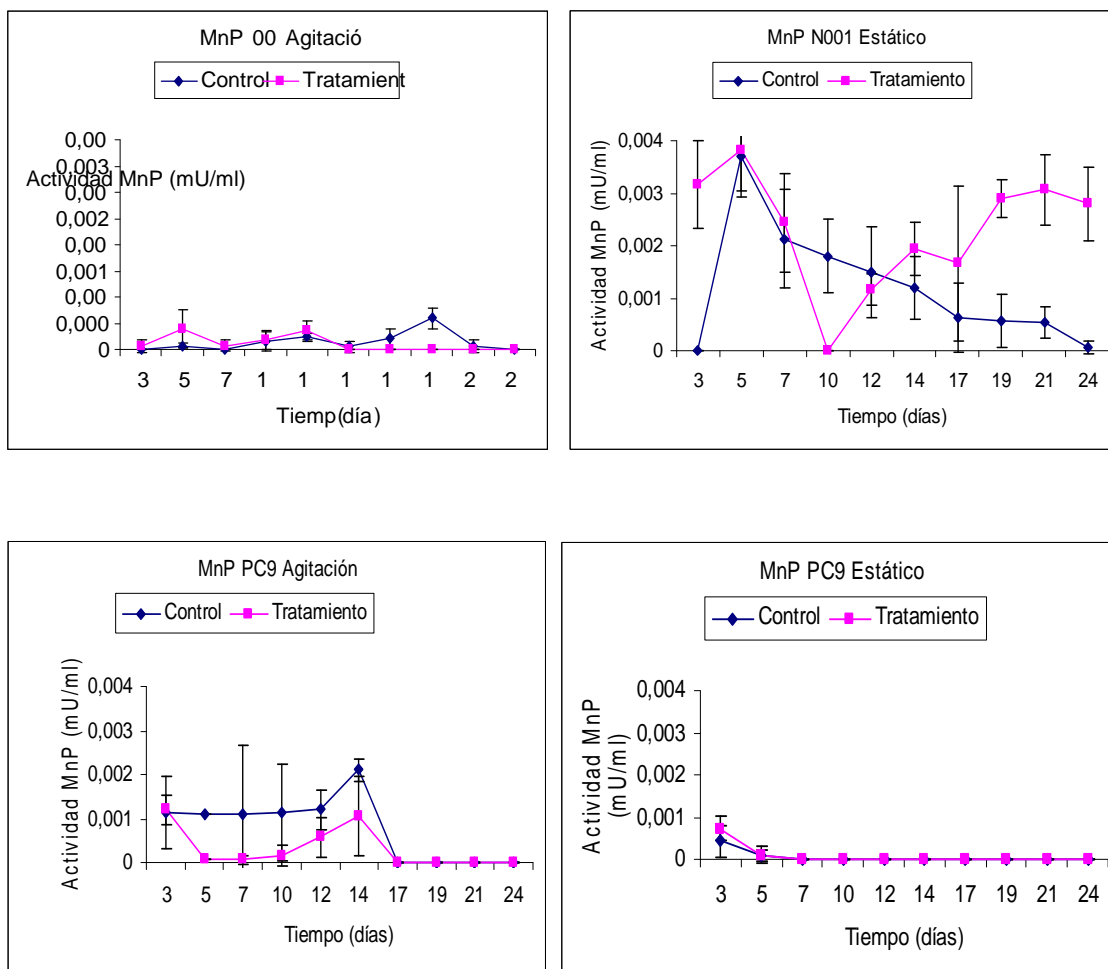 MnP 00 Agitació
Control Tratamient
0,00
0,003
Actividad MnP (mU/ml)
0,00
0,002
0,00
0,001
0,00
0,000
0
3 5 7 1 1 1 1 1 2 2
Tiemp(día)
MnP N001 Estático
Control Tratamiento
Actividad MnP (mU/ml)
0,004
0,003
0,002
0,001
0
3 5 7 10 12 14 17 19 21 24
Tiempo (días)
MnP PC9 Agitación
Control Tratamiento
Actividad MnP (mU/ml)
0,004
0,003
0,002
0,001
0
3 5 7 10 12 14 17 19 21 24
Tiempo (días)
MnP PC9 Estático
Control Tratamiento
Actividad MnP
(mU/ml)
0,004
0,003
0,002
0,001
0
3 5 7 10 12 14 17 19 21 24
Tiempo (días)